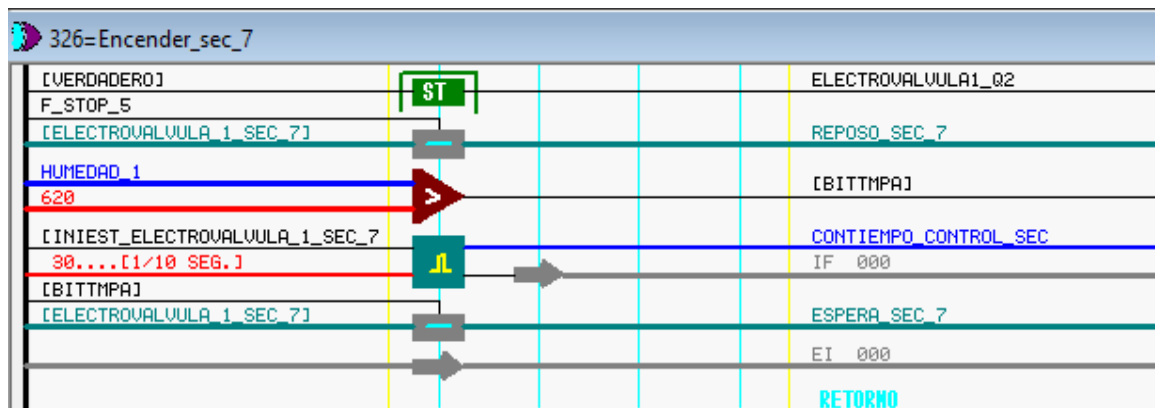 326=Encender_sec_7
[VERDADERO] ST ELECTROVALVULA1_Q2
F_STOP_5
[ELECTROVALVULA_1_SEC_7] REPOSO_SEC_7
HUMEDAD_1
> [BITTMPA]
620
[INIEST_ELECTROVALVULA_1_SEC_7 CONTIEMPO_CONTROL_SEC
30....[1/10 SEG.] IF 000
[BITTMPA]
[ELECTROVALVULA_1_SEC_7] ESPERA_SEC_7
EI 000
RETORNO